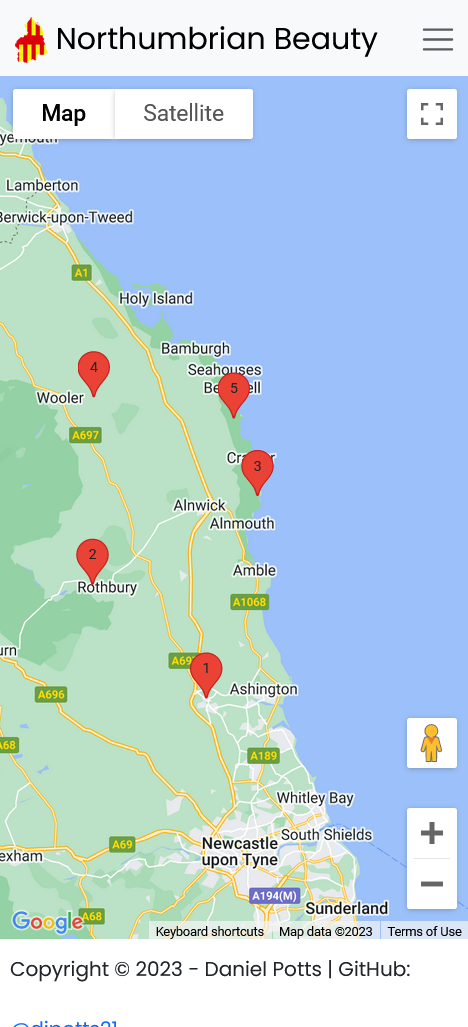 Northumbrian Beauty
Map
Satellite
Lamberton
Berwick-upon-Tweed
A1
Holy Island
Bamburgh
Seahouses
4
5
Wooler
A697
3
Alnwick
Alnmouth
2
Amble
Rothbury
A1068
1
A696
Ashington
A68
A189
Whitley Bay
South Shields
A69
Newcastle
upon Tyne
A194(M)
Sunderland
A68
Google
Keyboard shortcuts
Map data ©2023
Terms of Use
Copyright © 2023 - Daniel Potts | GitHub: